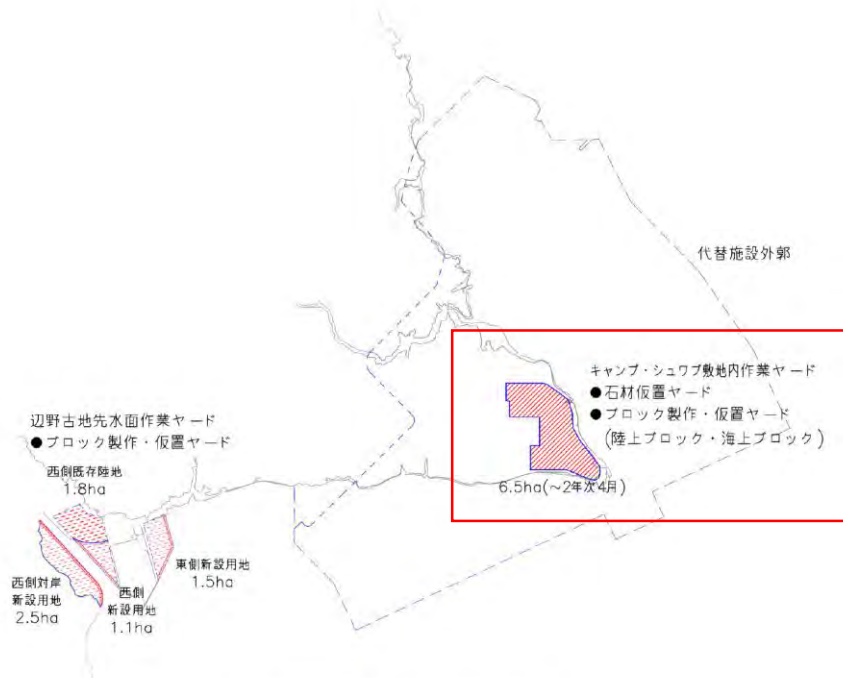 代替施設外郭
キャンプ・シュワブ敷地内作業ヤード
●石材仮置ヤード
●ブロック製作・仮置ヤード
(陸上ブロック・海上ブロック)
6.5ha(～2年次4月)
辺野古地先水面作業ヤード
●ブロック製作・仮置ヤード
西側既存陸地
1.8ha
東側新設用地
1.5ha
西側対岸
新設用地
2.5ha
西側
新設用地
1.1ha